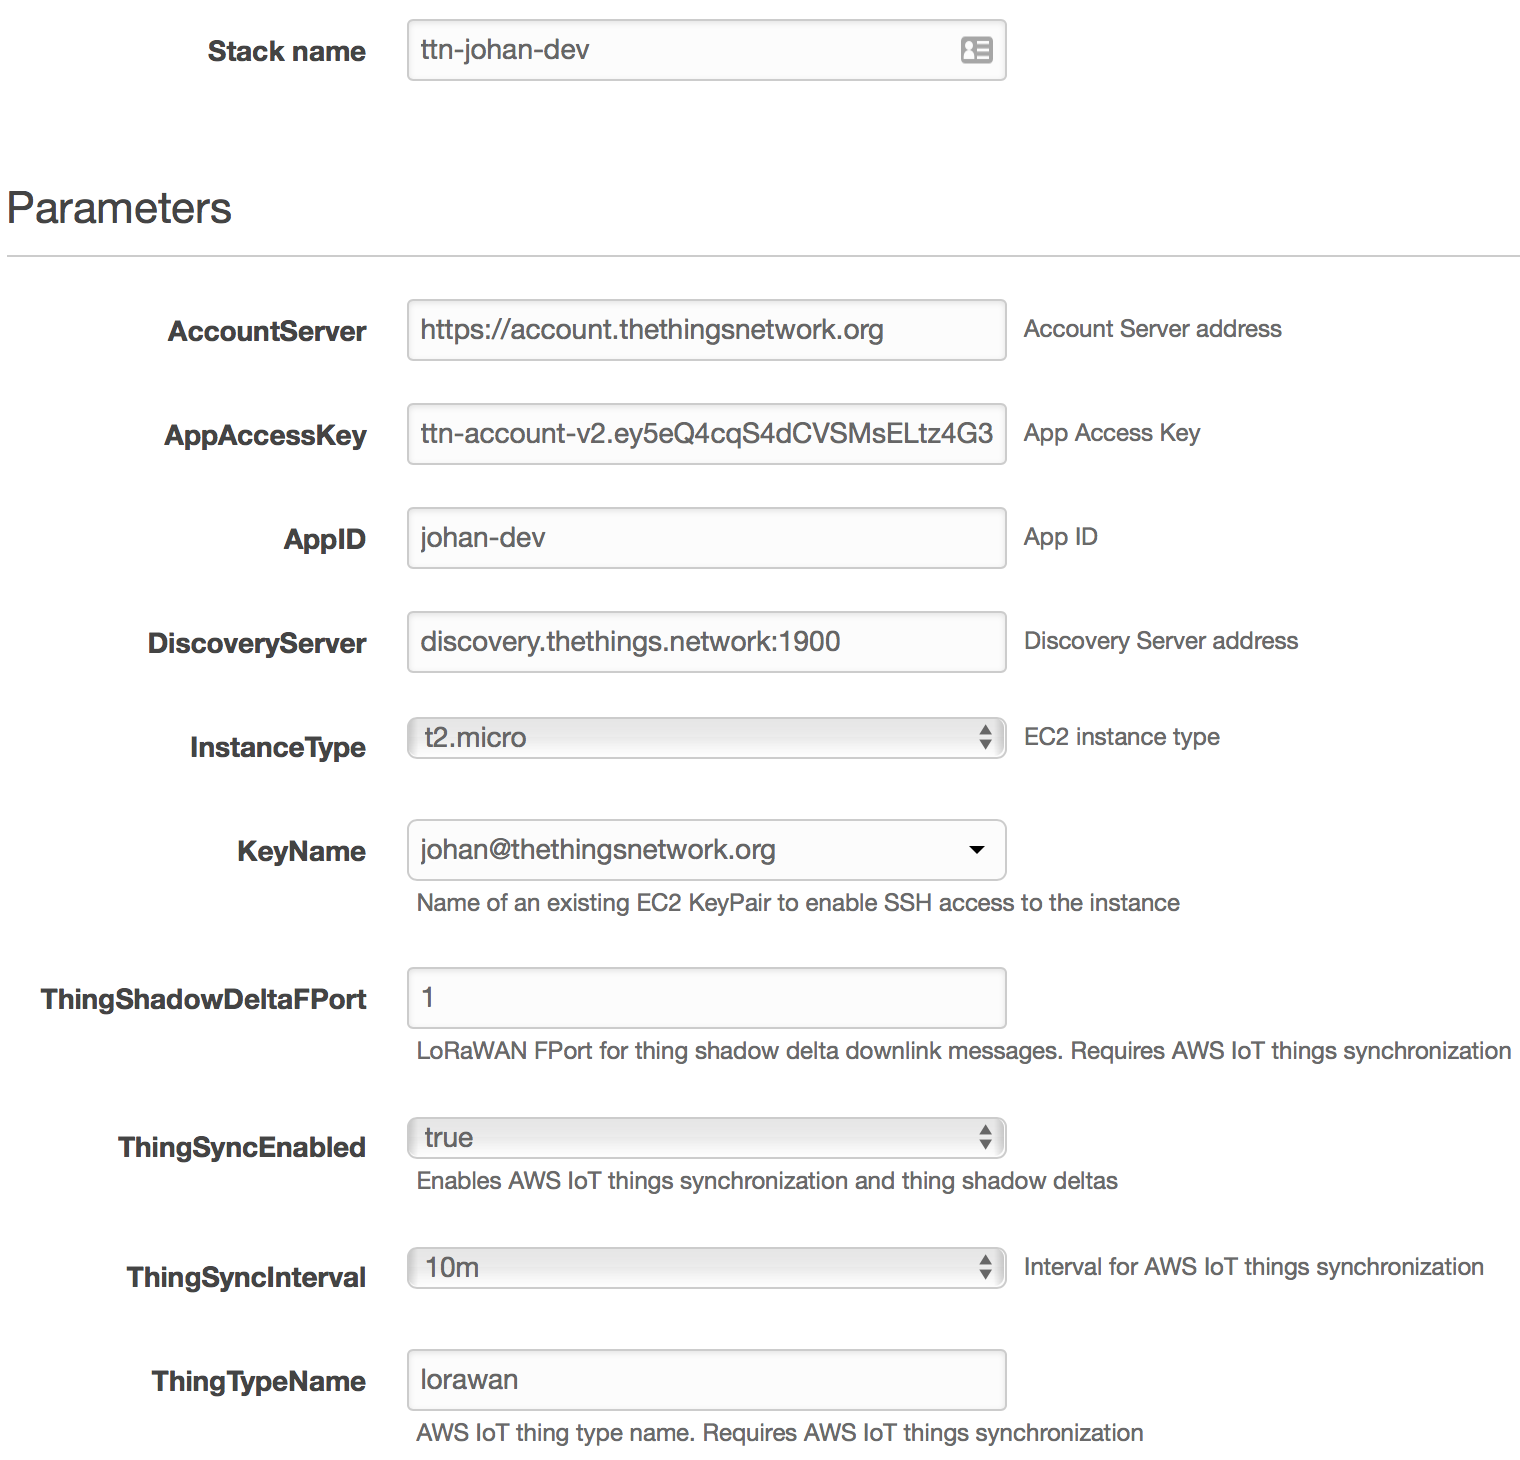 Stack name
ttn-johan-dev
Parameters
AccountServer
https://account.thethingsnetwork.org
Account Server address
AppAccessKey
ttn-account-v2.ey5eQ4cqS4dCVSMsELtz4G3
App Access Key
AppID
johan-dev
App ID
DiscoveryServer
discovery.thethings.network:1900
Discovery Server address
InstanceType
t2.micro
EC2 instance type
KeyName
johan@thethingsnetwork.org
Name of an existing EC2 KeyPair to enable SSH access to the instance
ThingShadowDeltaFPort
1
LoRaWAN FPort for thing shadow delta downlink messages. Requires AWS IoT things synchronization
ThingSyncEnabled
true
Enables AWS IoT things synchronization and thing shadow deltas
ThingSyncInterval
10m
Interval for AWS IoT things synchronization
ThingTypeName
lorawan
AWS IoT thing type name. Requires AWS IoT things synchronization